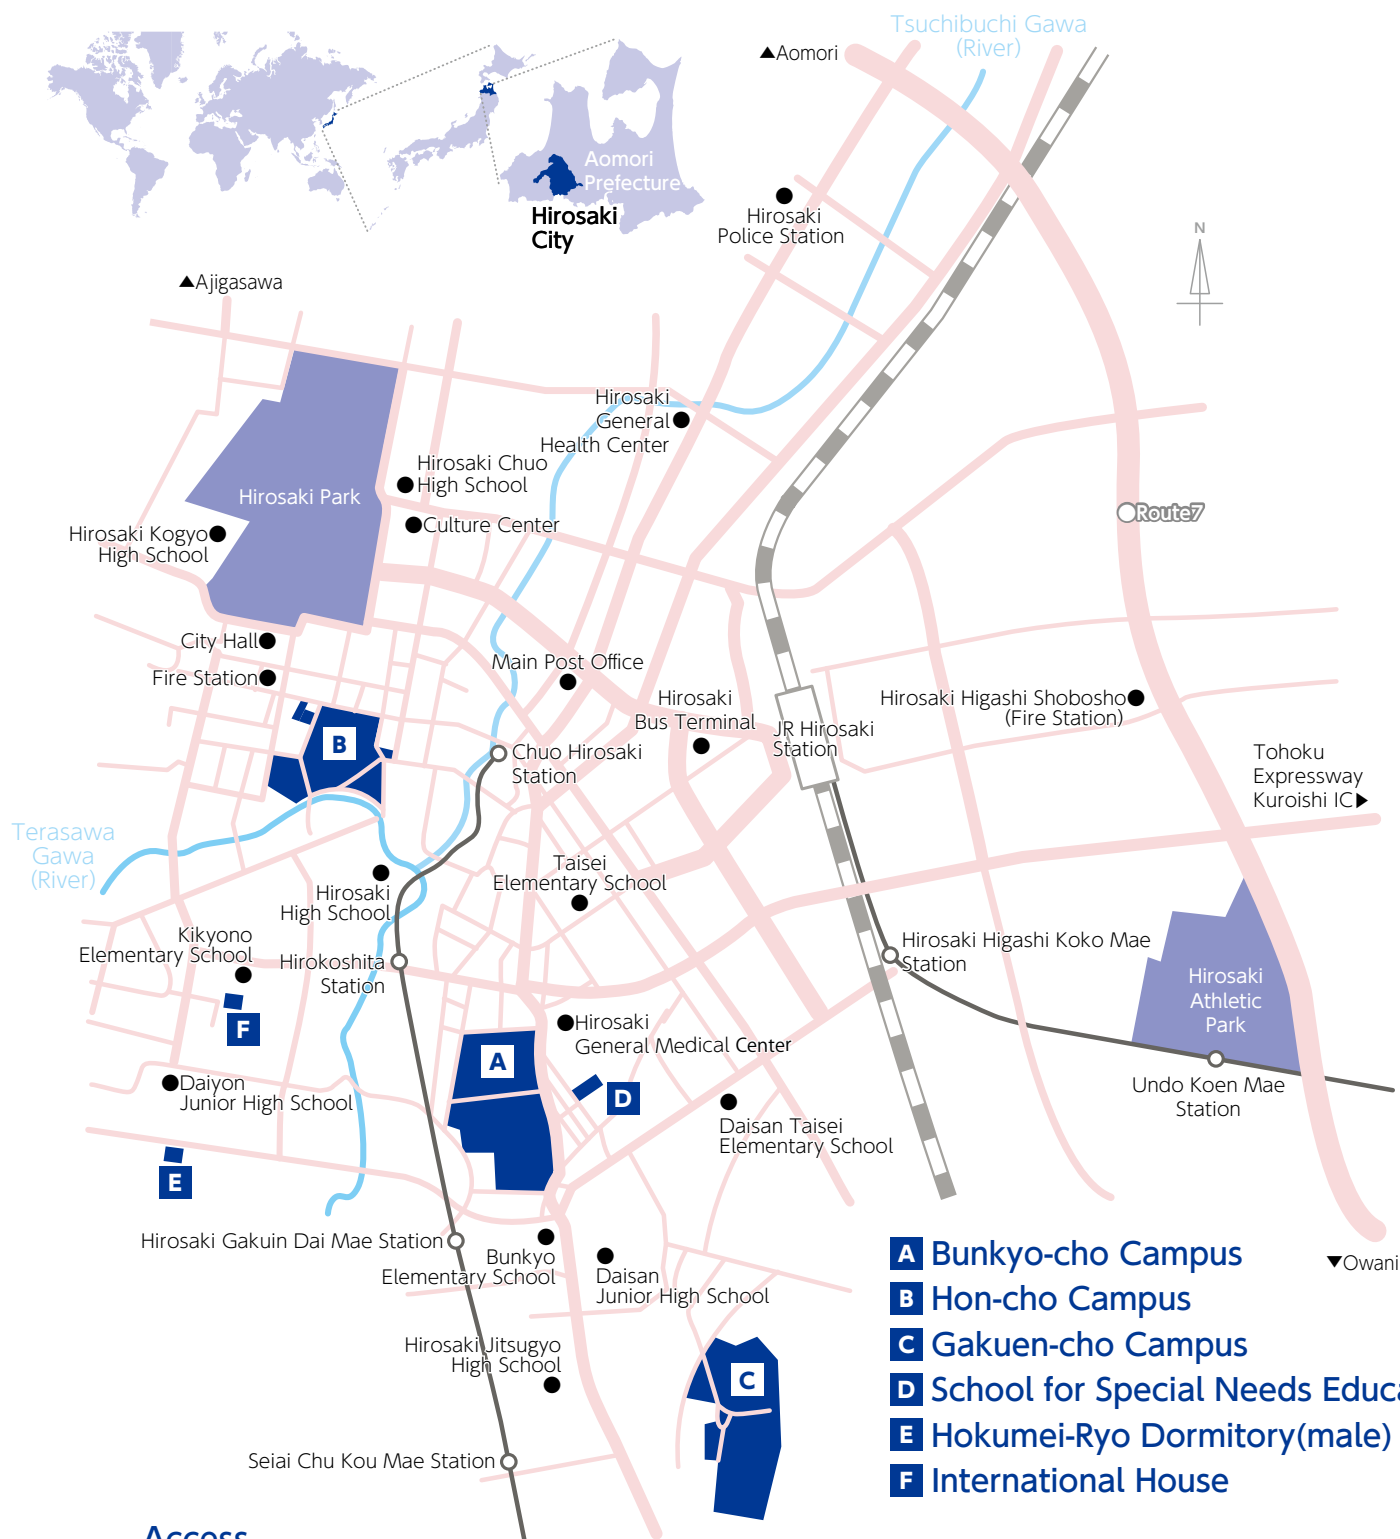 Tsuchibuchi Gawa
(River)
▲Aomori
Aomori
Prefecture
Hirosaki
City
Hirosaki
Police Station
N
▲Ajigasawa
Hirosaki
General
Health Center
Hirosaki Chuo
High School
Hirosaki Park
Culture Center
Route7
Hirosaki Kogyo
High School
City Hall
Fire Station
Main Post Office
Hirosaki
Bus Terminal
JR Hirosaki
Station
Hirosaki Higashi Shobosho
(Fire Station)
B
Chuo Hirosaki
Station
Tohoku
Expressway
Kuroishi IC▶
Terasawa
Gawa
(River)
Taisei
Elementary School
Hirosaki
High School
Kikyono
Elementary School
Hirokoshita
Station
Hirosaki Higashi Koko Mae
Station
Hirosaki
Athletic
Park
F
Hirosaki
General Medical Center
A
D
Daiyon
Junior High School
Undo Koen Mae
Station
Daisan Taisei
Elementary School
E
Hirosaki Gakuin Dai Mae Station
Bunkyo
Elementary School
Daisan
Junior High School
▼Owani
Hirosaki Jitsugyo
High School
C
Seiai Chu Kou Mae Station
A Bunkyo-cho Campus
B Hon-cho Campus
C Gakuen-cho Campus
D School for Special Needs
E Hokumei-Ryo Dormitory(male)
F International House
Access